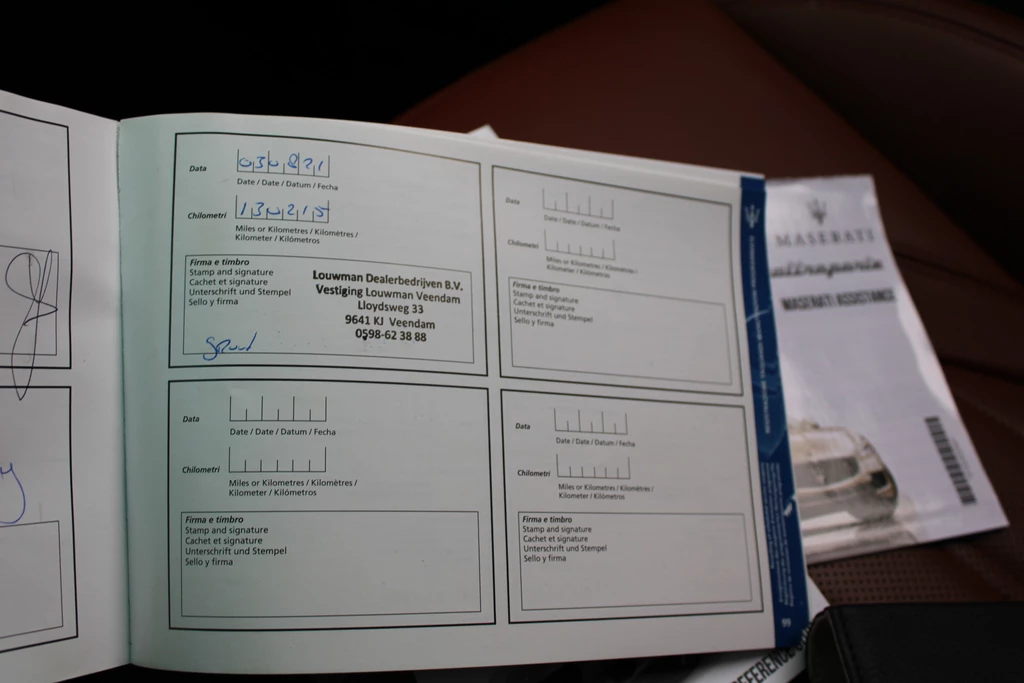 Data
030821
Date / Date / Datum / Fecha
Chilometri
130215
Miles or Kilometres / Kilomètres /
Kilometer / Kilómetros
Firma e timbro
Stamp and signature
Cachet et signature
Unterschrift und Stempel
Sello y firma
Louwman Dealerbedrijven B.V.
Vestiging Louwman Veendam
Lloydsweg 33
9641 KJ Veendam
0598-62 38 88
Data
Date / Date / Datum / Fecha
Chilometri
Miles or Kilometres / Kilomètres /
Kilometer / Kilómetros
Firma e timbro
Stamp and signature
Cachet et signature
Unterschrift und Stempel
Sello y firma
Data
Date / Date / Datum / Fecha
Chilometri
Miles or Kilometres / Kilomètres /
Kilometer / Kilómetros
Firma e timbro
Stamp and signature
Cachet et signature
Unterschrift und Stempel
Sello y firma
Data
Date / Date / Datum / Fecha
Chilometri
Miles or Kilometres / Kilomètres /
Kilometer / Kilómetros
Firma e timbro
Stamp and signature
Cachet et signature
Unterschrift und Stempel
Sello y firma
99
MASERATI
MASERATI ASSISTANCE